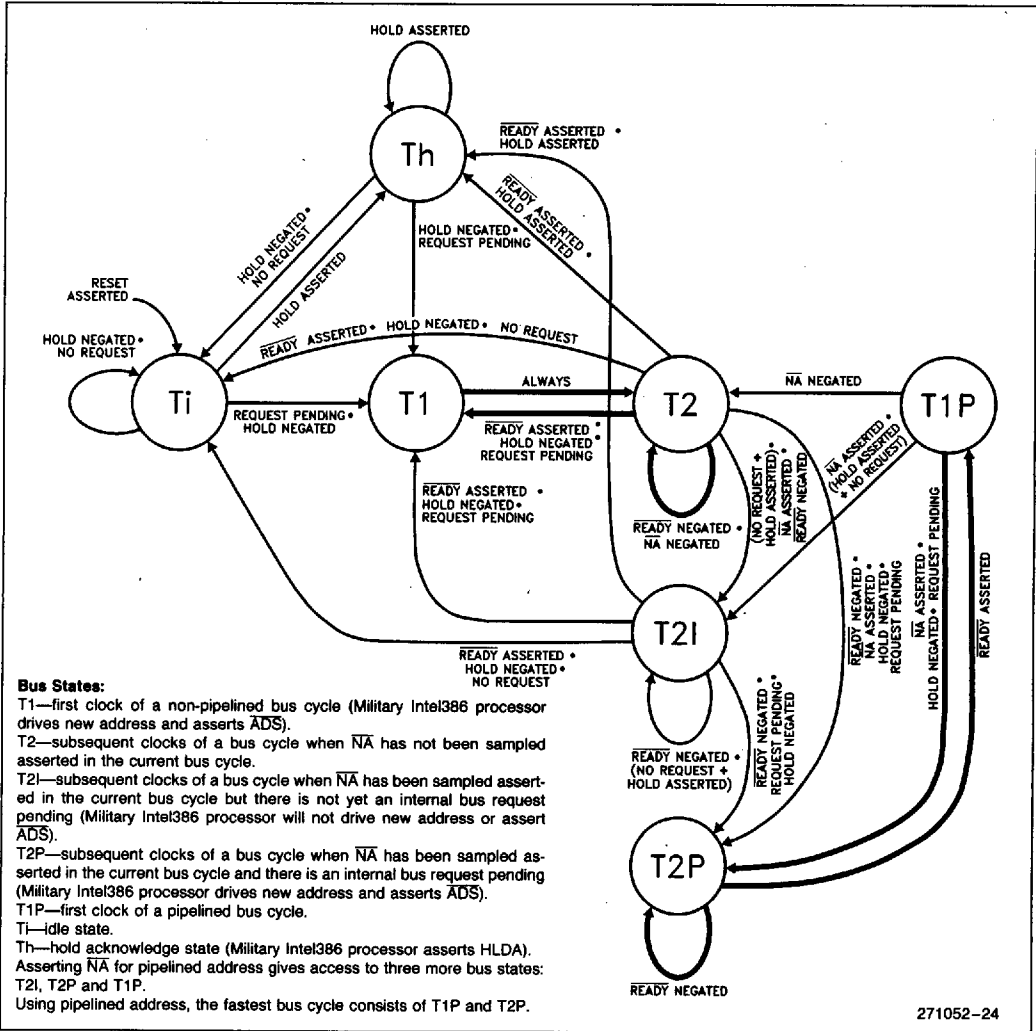 HOLD ASSERTED
Th
READY ASSERTED •
HOLD ASSERTED
READY ASSERTED •
HOLD ASSERTED
HOLD NEGATED •
REQUEST PENDING
HOLD NEGATED •
NO REQUEST
HOLD ASSERTED
RESET
ASSERTED
HOLD NEGATED •
NO REQUEST
READY ASSERTED • HOLD NEGATED • NO REQUEST
Ti
REQUEST PENDING •
HOLD NEGATED
T1
ALWAYS
READY ASSERTED •
HOLD NEGATED •
REQUEST PENDING
T2
NA NEGATED
T1P
READY NEGATED •
NA NEGATED
(NO REQUEST +
HOLD ASSERTED) •
NA ASSERTED •
READY NEGATED
NA ASSERTED •
(HOLD ASSERTED
+ NO REQUEST)
READY NEGATED •
NA ASSERTED •
HOLD NEGATED •
REQUEST PENDING
NA ASSERTED •
HOLD NEGATED • REQUEST PENDING
READY ASSERTED
READY ASSERTED •
HOLD NEGATED •
REQUEST PENDING
T2I
READY ASSERTED •
HOLD NEGATED •
NO REQUEST
READY NEGATED •
(NO REQUEST +
HOLD ASSERTED)
READY NEGATED •
REQUEST PENDING •
HOLD NEGATED
T2P
READY NEGATED
Bus States:
T1—first clock of a non-pipelined bus cycle (Military Intel386 processor
drives new address and asserts ADS).
T2—subsequent clocks of a bus cycle when NA has not been sampled
asserted in the current bus cycle.
T2I—subsequent clocks of a bus cycle when NA has been sampled assert-
ed in the current bus cycle but there is not yet an internal bus request
pending (Military Intel386 processor will not drive new address or assert
ADS).
T2P—subsequent clocks of a bus cycle when NA has been sampled as-
serted in the current bus cycle and there is an internal bus request pending
(Military Intel386 processor drives new address and asserts ADS).
T1P—first clock of a pipelined bus cycle.
Ti—idle state.
Th—hold acknowledge state (Military Intel386 processor asserts HLDA).
Asserting NA for pipelined address gives access to three more bus states:
T2I, T2P and T1P.
Using pipelined address, the fastest bus cycle consists of T1P and T2P.
271052–24